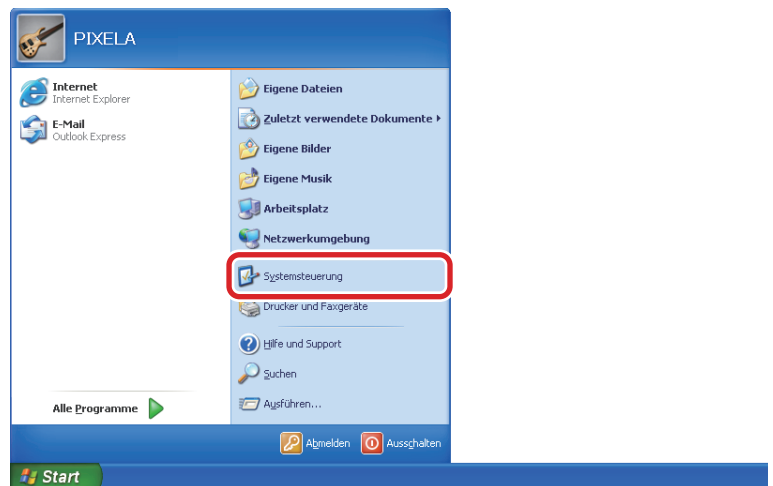 PIXELA
Internet
Internet Explorer
E-Mail
Outlook Express
Alle Programme
Eigene Dateien
Zuletzt verwendete Dokumente
Eigene Bilder
Eigene Musik
Arbeitsplatz
Netzwerkumgebung
Systemsteuerung
Drucker und Faxgeräte
Hilfe und Support
Suchen
Ausführen...
Abmelden
Ausschalten
Start